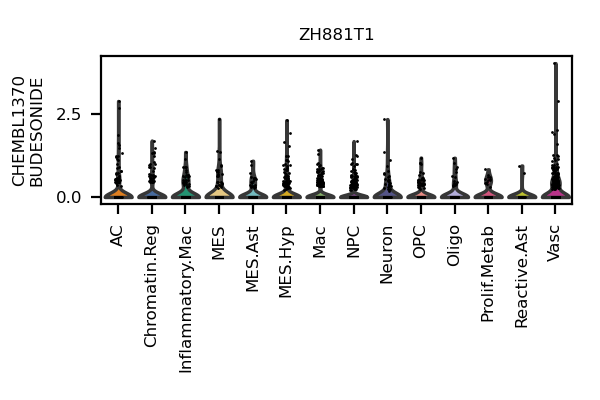 ZH881T1
CHEMBL1370
BUDESONIDE
2.5
0.0
AC
Chromatin.Reg
Inflammatory.Mac
MES
MES.Ast
MES.Hyp
Mac
NPC
Neuron
OPC
Oligo
Prolif.Metab
Reactive.Ast
Vasc